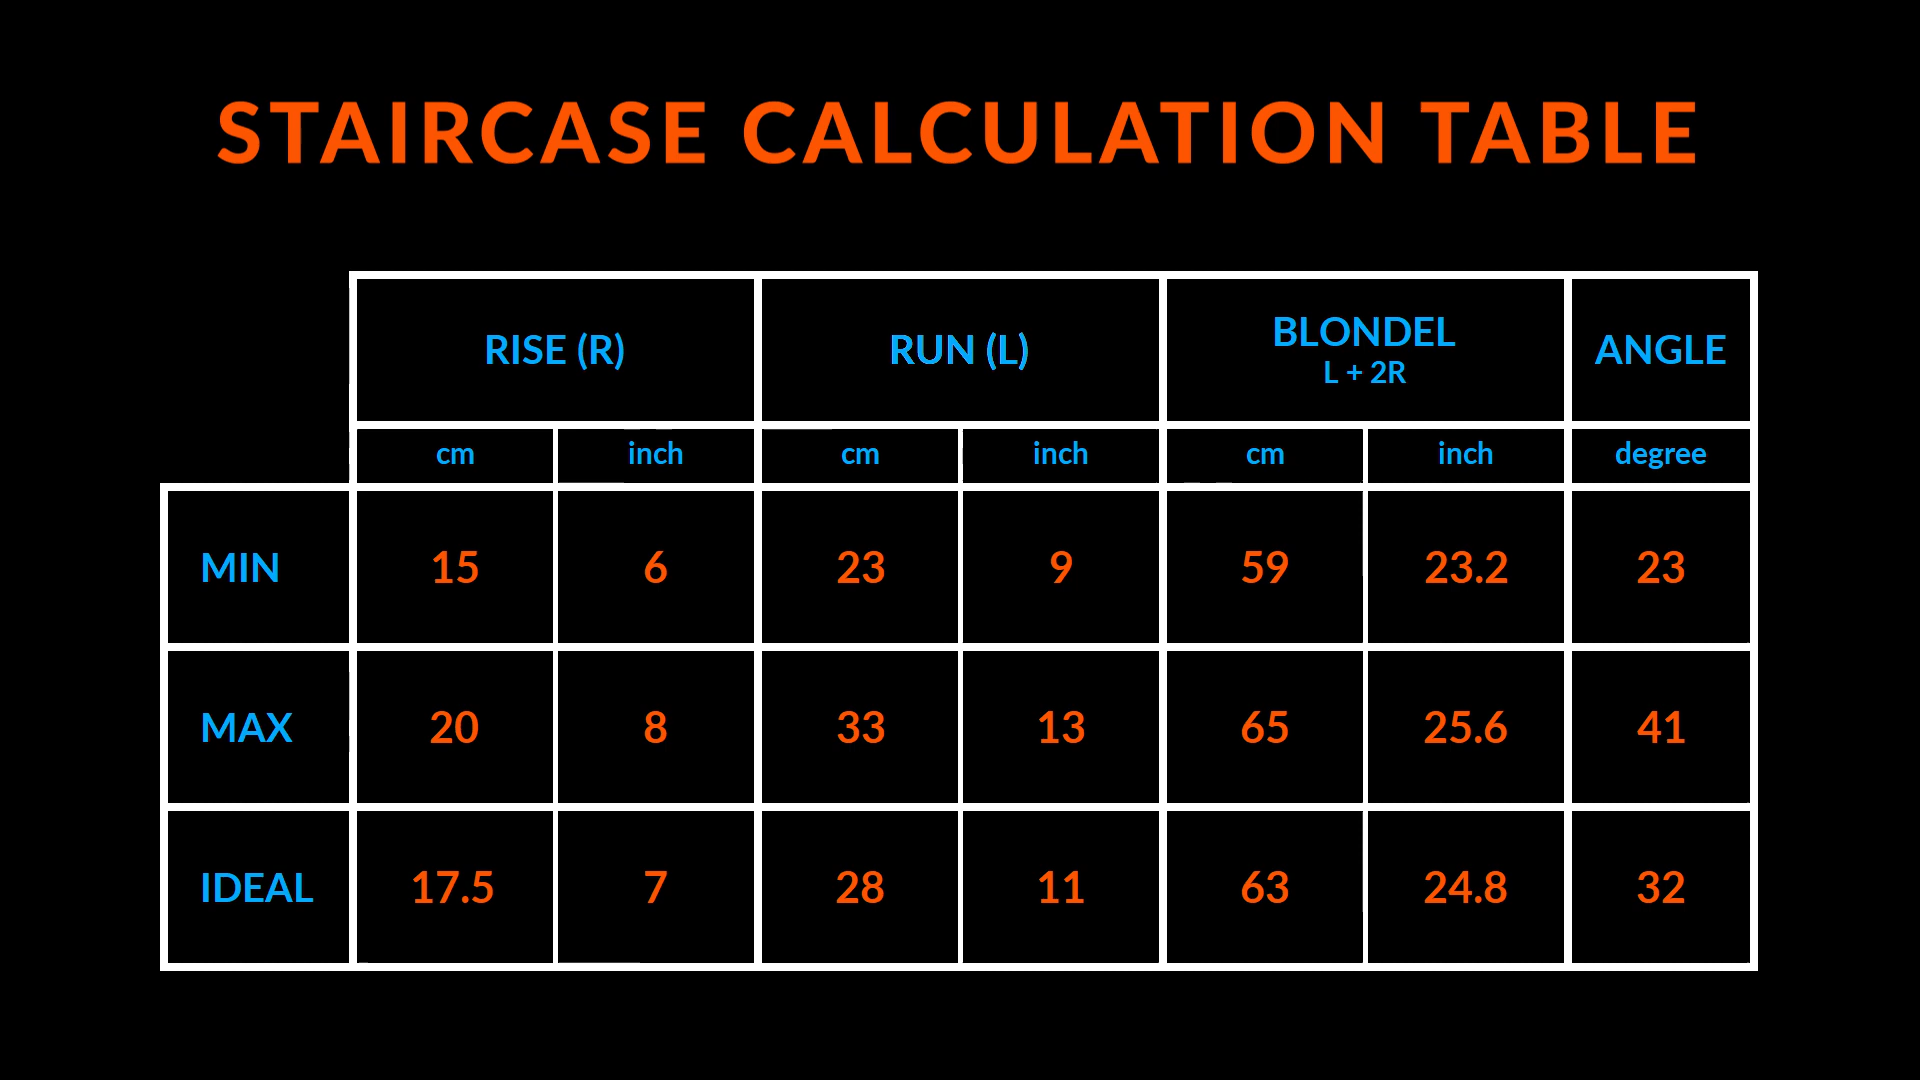 STAIRCASE CALCULATION TABLE
RISE (R) RUN (L) BLONDEL ANGLE
L + 2R
cm inch cm inch cm inch degree
MIN 15 6 23 9 59 23.2 23
MAX 20 8 33 13 65 25.6 41
IDEAL 17.5 7 28 11 63 24.8 32